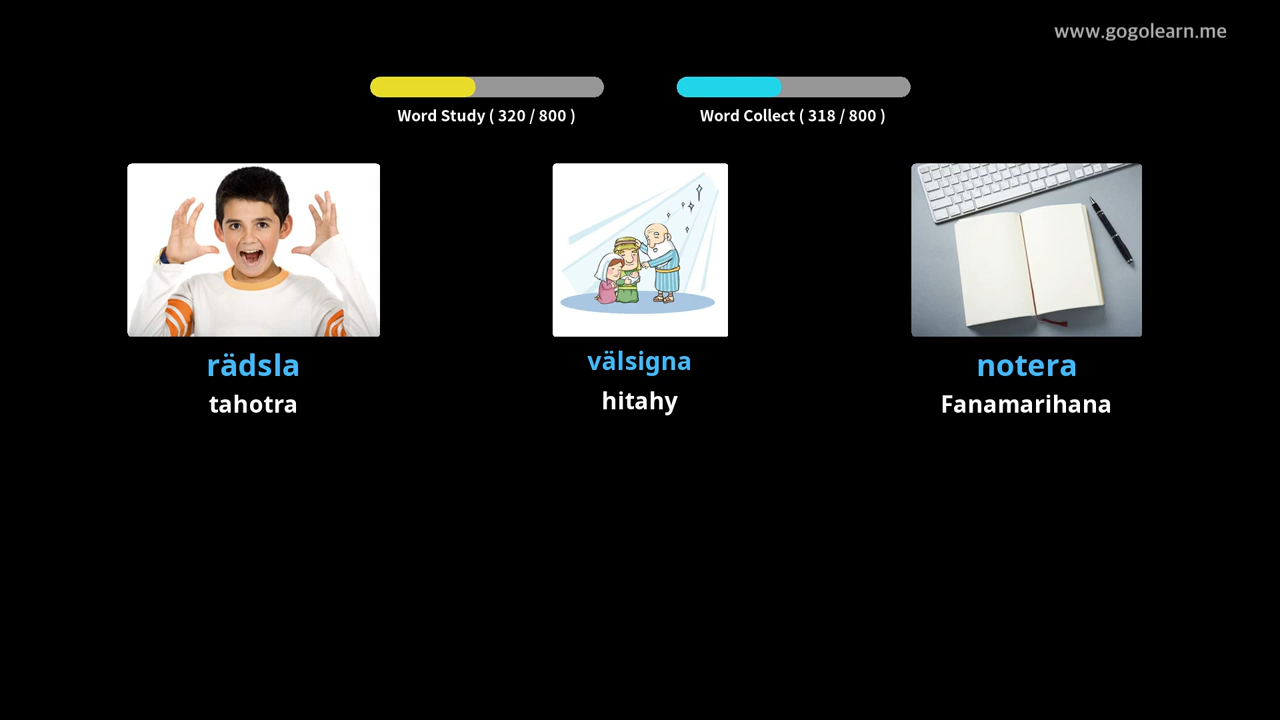 www.gogolearn.me
Word Study ( 320 / 800 )
Word Collect ( 318 / 800 )
rädsla
tahotra
välsigna
hitahy
notera
Fanamarihana